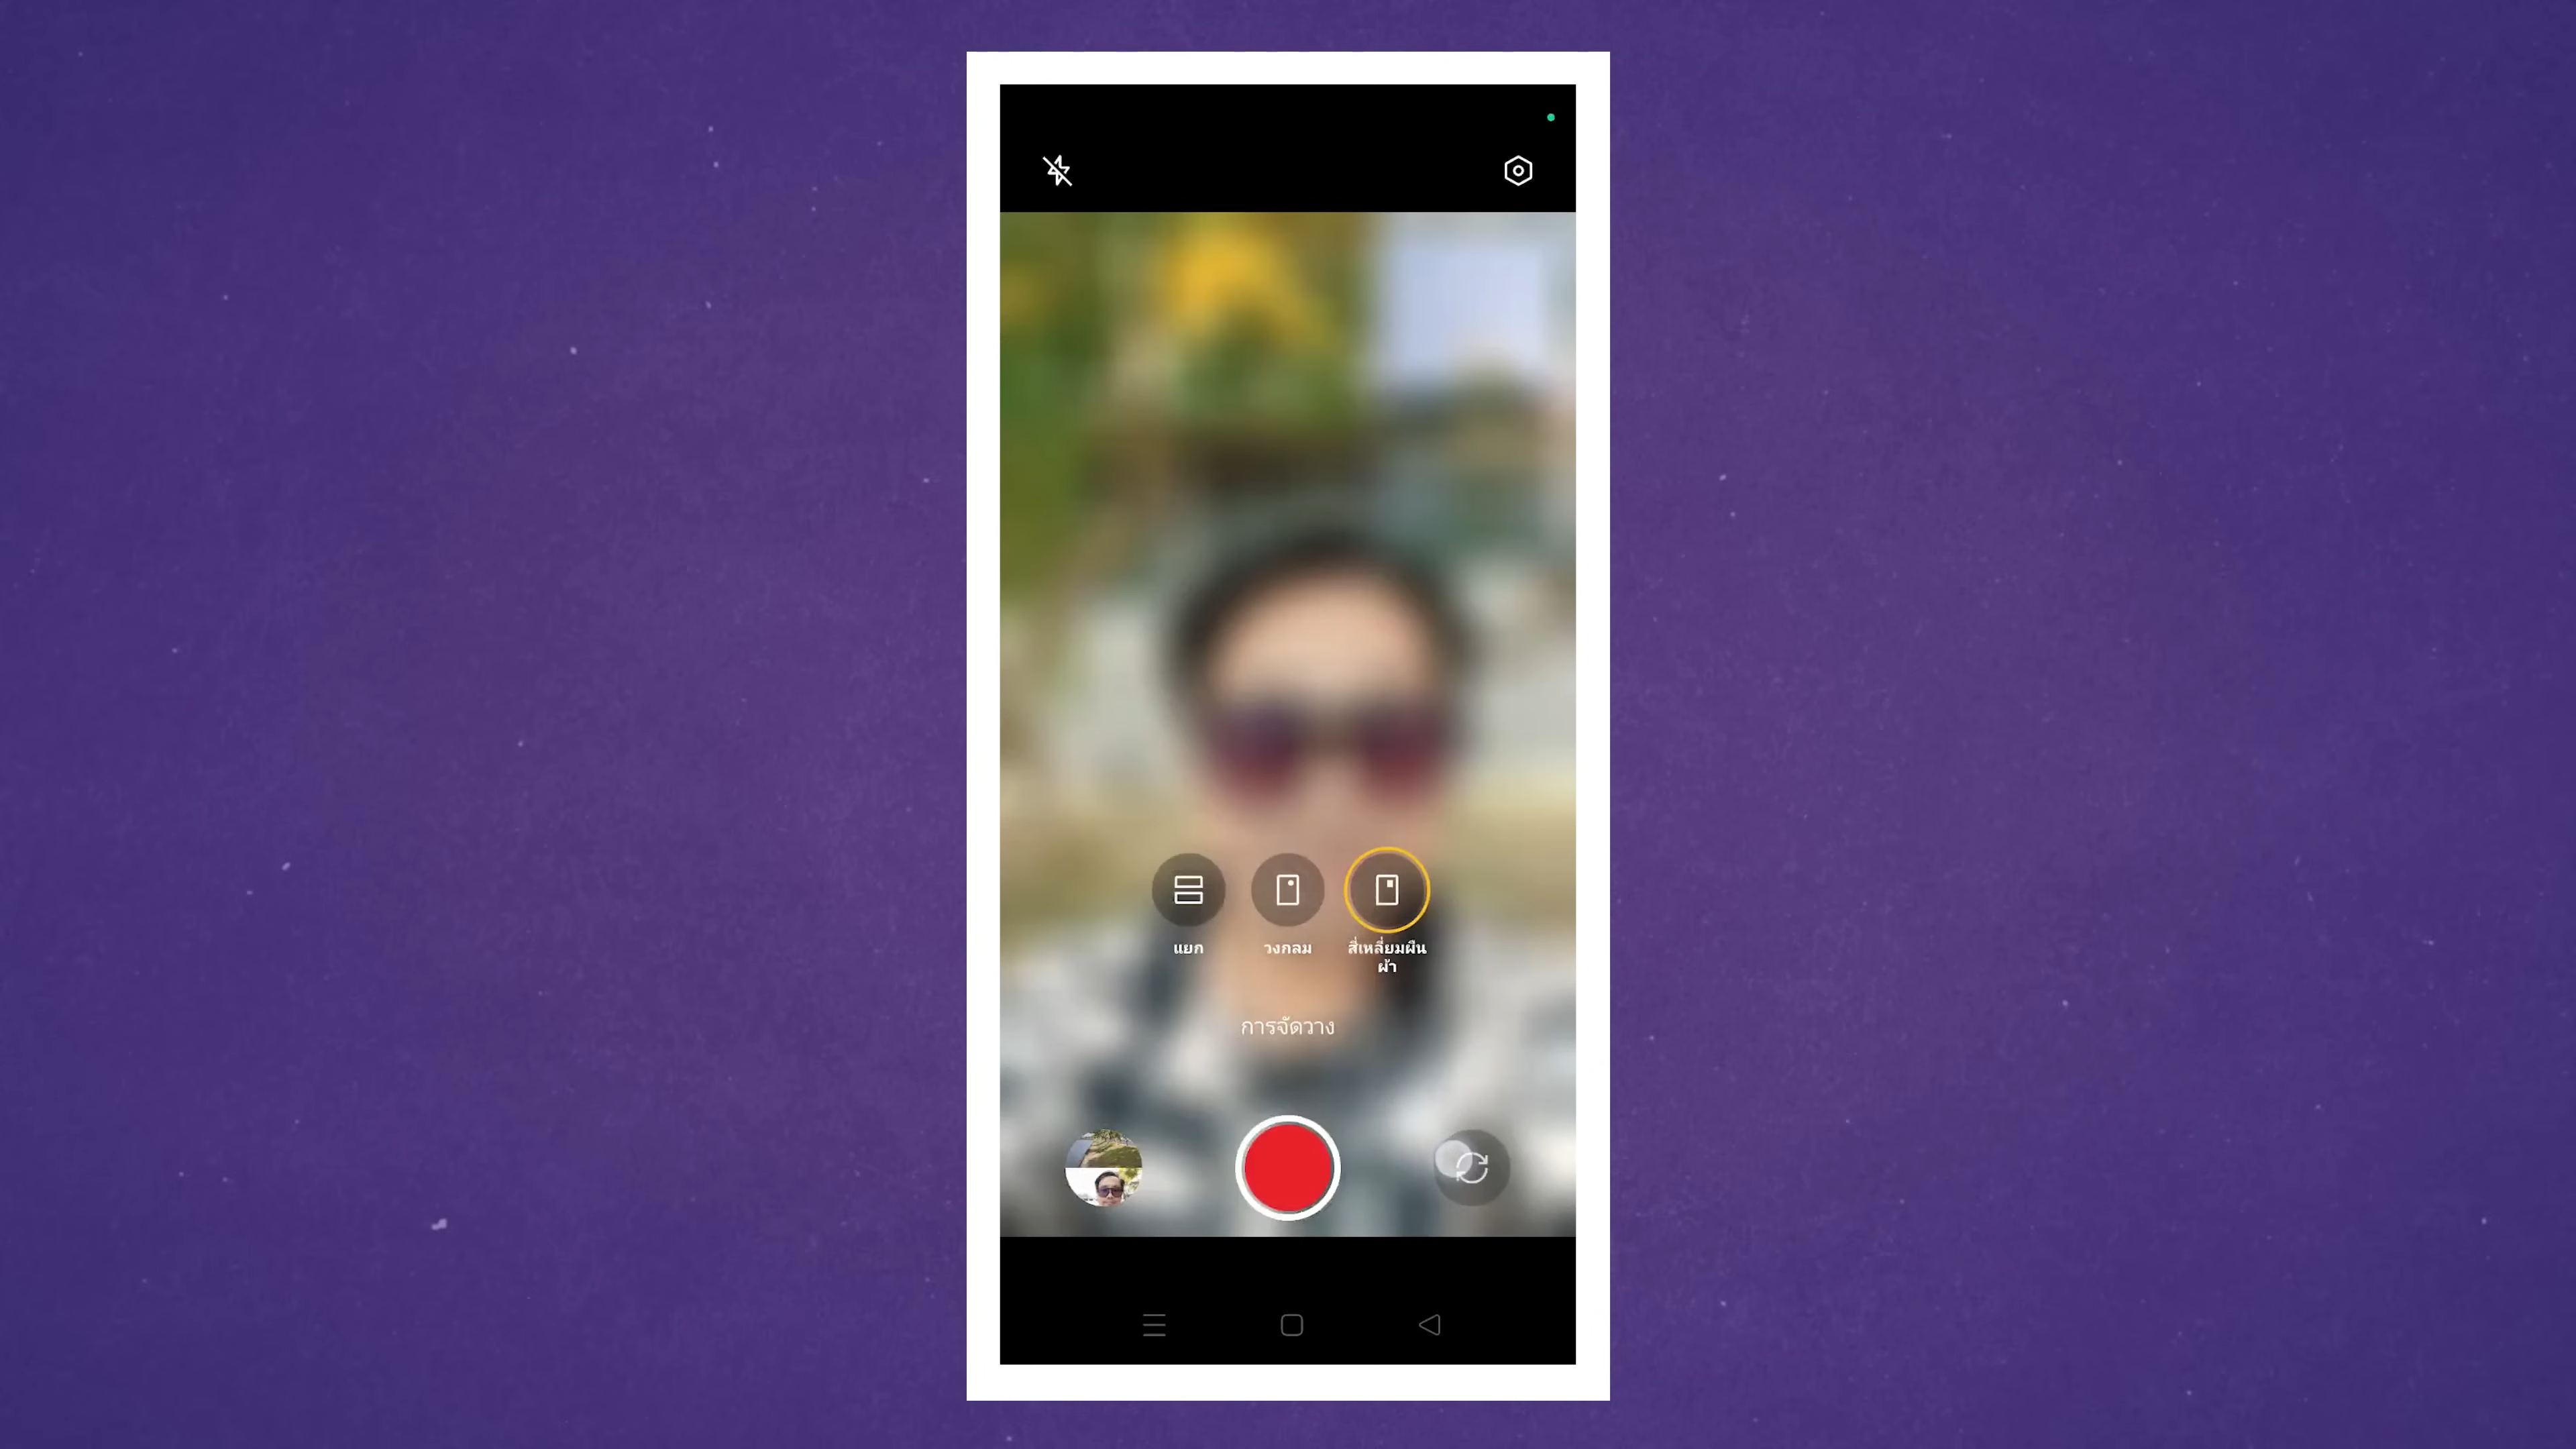 แยก
วงกลม
สี่เหลี่ยมผืน
ผ้า
การจัดวาง